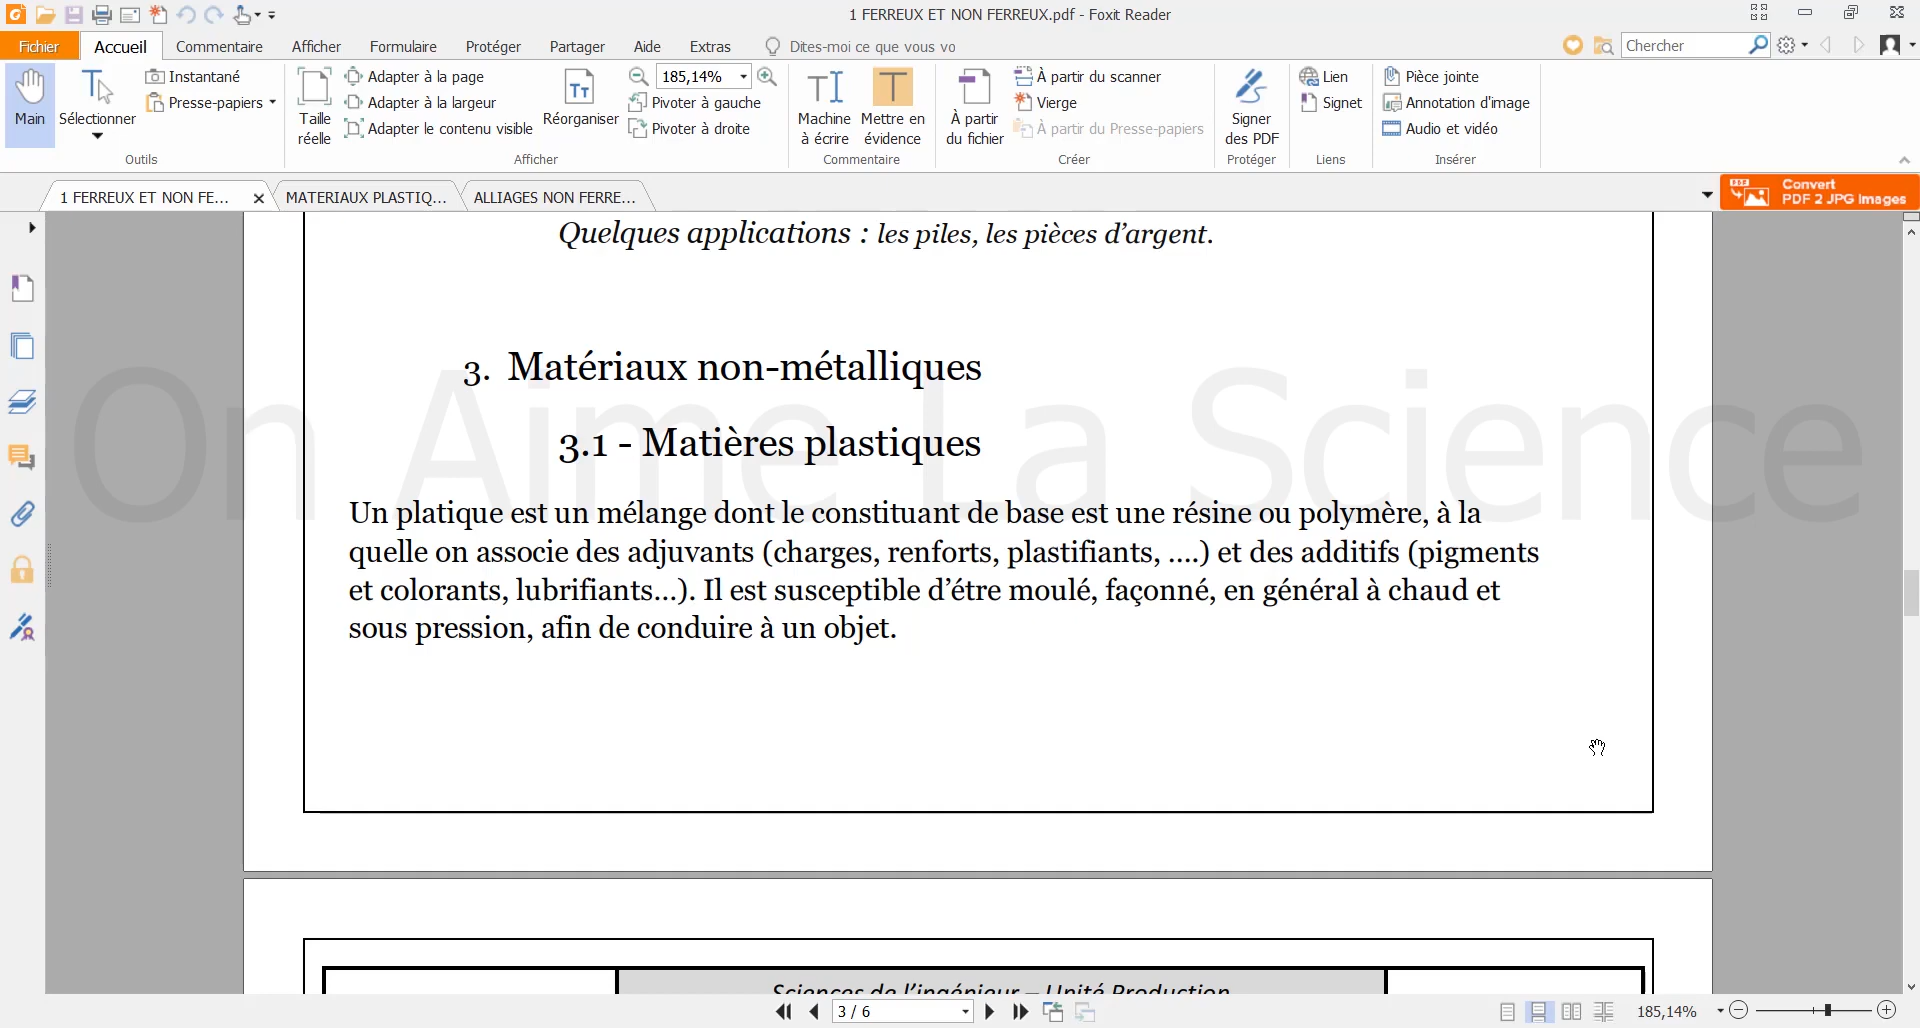 1 FERREUX ET NON FERREUX.pdf - Foxit Reader
Fichier Accueil Commentaire Afficher Formulaire Protéger Partager Aide Extras Dites-moi ce que vous vo Chercher
Main
Sélectionner
Instantané
Presse-papiers
Outils
Taille
réelle
Adapter à la page
Adapter à la largeur
Adapter le contenu visible
Réorganiser
185,14%
Pivoter à gauche
Pivoter à droite
Afficher
Machine
à écrire
Mettre en
évidence
Commentaire
À partir
du fichier
À partir du scanner
Vierge
À partir du Presse-papiers
Créer
Signer
des PDF
Protéger
Lien
Signet
Liens
Pièce jointe
Annotation d'image
Audio et vidéo
Insérer
1 FERREUX ET NON FE... MATERIAUX PLASTIQ... ALLIAGES NON FERRE...
PDF
Convert
PDF 2 JPG Images
Quelques applications : les piles, les pièces d’argent.
3. Matériaux non-métalliques
3.1 - Matières plastiques
On Aime La Science
Un platique est un mélange dont le constituant de base est une résine ou polymère, à la
quelle on associe des adjuvants (charges, renforts, plastifiants, ....) et des additifs (pigments
et colorants, lubrifiants...). Il est susceptible d’étre moulé, façonné, en général à chaud et
sous pression, afin de conduire à un objet.
Sciences de l’ingénieur – Unité Production
3 / 6
185,14%